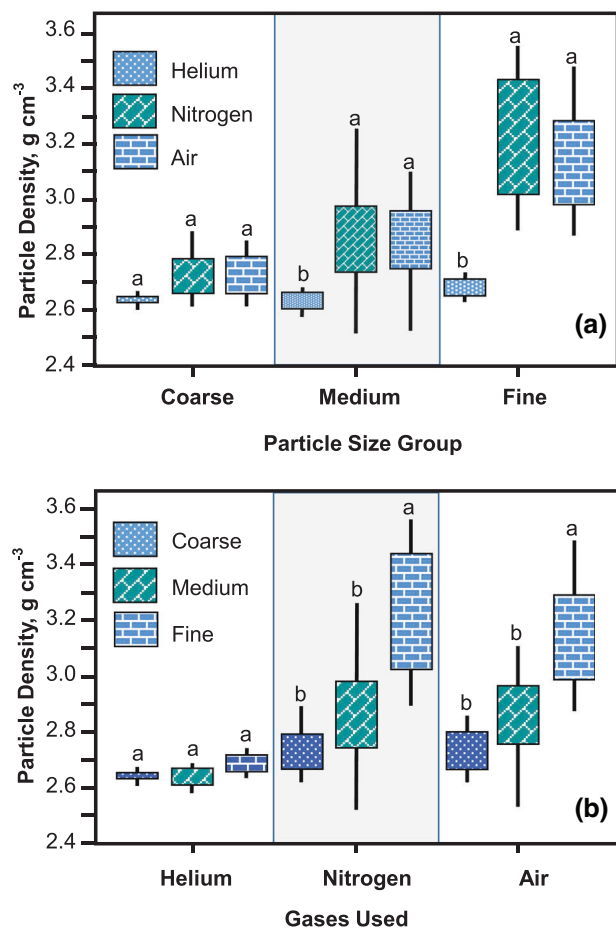 3.6
3.4
3.2
3.0
2.8
2.6
2.4
Particle Density, g cm⁻³
Helium
Nitrogen
Air
a
a
a
b
a
a
b
a
a
(a)
Coarse
Medium
Fine
Particle Size Group
3.6
3.4
3.2
3.0
2.8
2.6
2.4
Particle Density, g cm⁻³
Coarse
Medium
Fine
a
a
a
b
b
a
b
b
a
(b)
Helium
Nitrogen
Air
Gases Used